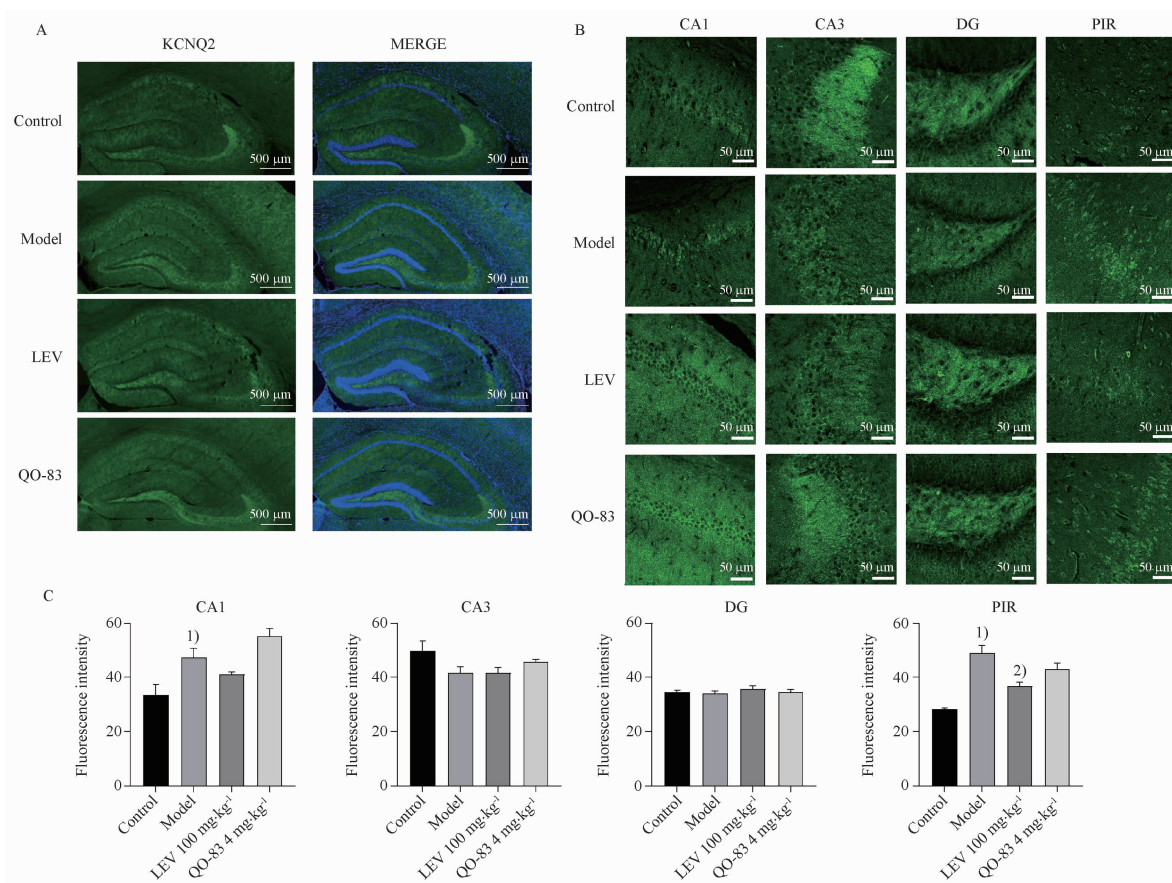 A
KCNQ2 MERGE
Control 500 μm 500 μm
Model 500 μm 500 μm
LEV 500 μm 500 μm
QO-83 500 μm 500 μm
B
CA1 CA3 DG PIR
Control 50 μm 50 μm 50 μm 50 μm
Model 50 μm 50 μm 50 μm 50 μm
LEV 50 μm 50 μm 50 μm 50 μm
QO-83 50 μm 50 μm 50 μm 50 μm
C
CA1
Fluorescence intensity
60
40
20
0
1)
Control
Model
LEV 100 mg·kg⁻¹
QO-83 4 mg·kg⁻¹
CA3
Fluorescence intensity
60
40
20
0
Control
Model
LEV 100 mg·kg⁻¹
QO-83 4 mg·kg⁻¹
DG
Fluorescence intensity
60
40
20
0
Control
Model
LEV 100 mg·kg⁻¹
QO-83 4 mg·kg⁻¹
PIR
Fluorescence intensity
60
40
20
0
1)
2)
Control
Model
LEV 100 mg·kg⁻¹
QO-83 4 mg·kg⁻¹